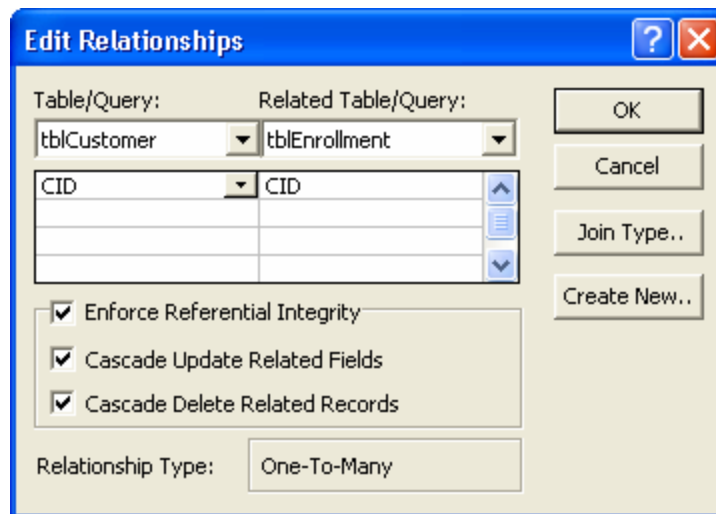 Edit Relationships
Table/Query: Related Table/Query:
tblCustomer tblEnrollment
CID CID
Enforce Referential Integrity
Cascade Update Related Fields
Cascade Delete Related Records
Relationship Type: One-To-Many
OK
Cancel
Join Type..
Create New..